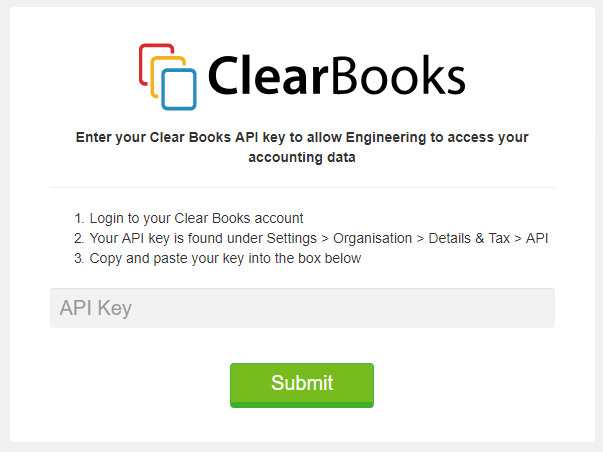 ClearBooks
Enter your Clear Books API key to allow Engineering to access your
accounting data
1. Login to your Clear Books account
2. Your API key is found under Settings > Organisation > Details & Tax > API
3. Copy and paste your key into the box below
API Key
Submit